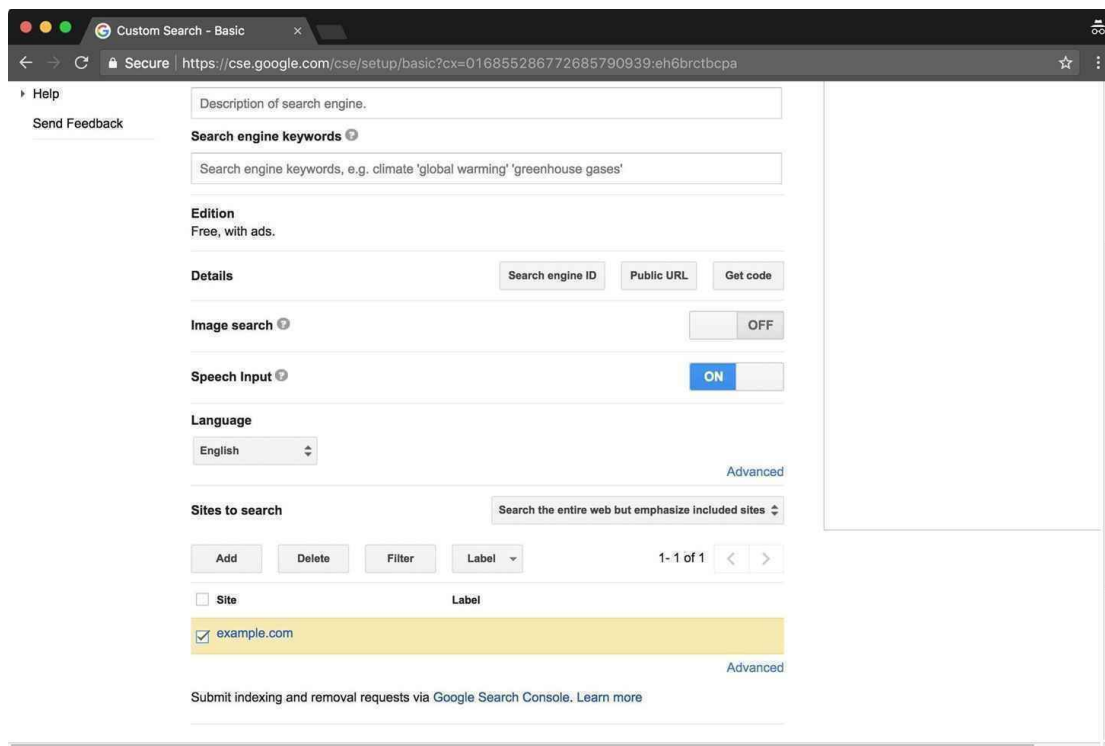 Custom Search - Basic
Secure | https://cse.google.com/cse/setup/basic?cx=016855286772685790939:eh6brctbcpa
Help
Send Feedback
Description of search engine.
Search engine keywords
Search engine keywords, e.g. climate 'global warming' 'greenhouse gases'
Edition
Free, with ads.
Details Search engine ID Public URL Get code
Image search OFF
Speech Input ON
Language
English
Advanced
Sites to search Search the entire web but emphasize included sites
Add Delete Filter Label 1- 1 of 1
Site Label
example.com
Advanced
Submit indexing and removal requests via Google Search Console. Learn more